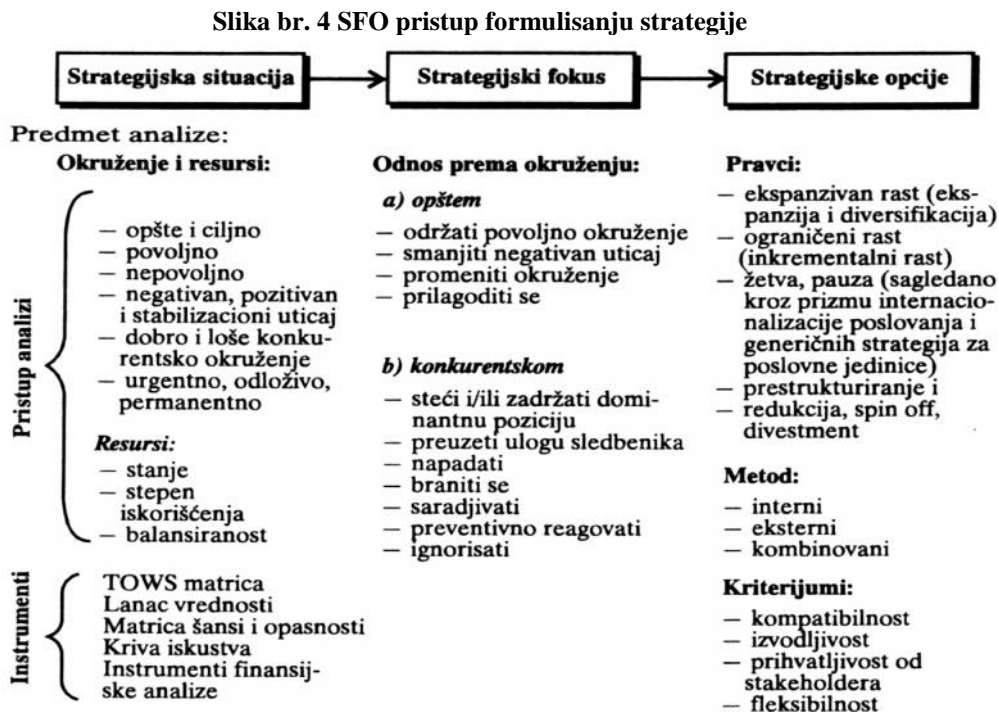 Slika br. 4 SFO pristup formulisanju strategije
Strategijska situacija
Strategijski fokus
Strategijske opcije
Predmet analize:
Okruženje i resursi:
Pristup analizi
— opšte i ciljno
— povoljno
— nepovoljno
— negativan, pozitivan
i stabilizacioni uticaj
— dobro i loše konku-
rentsko okruženje
— urgentno, odloživo,
permanentno
Resursi:
— stanje
— stepen
iskorišćenja
— balansiranost
Instrumenti
TOWS matrica
Lanac vrednosti
Matrica šansi i opasnosti
Kriva iskustva
Instrumenti finansij-
ske analize
Odnos prema okruženju:
a) opštem
— održati povoljno okruženje
— smanjiti negativan uticaj
— promeniti okruženje
— prilagoditi se
b) konkurentskom
— steći i/ili zadržati domi-
nantnu poziciju
— preuzeti ulogu sledbenika
— napadati
— braniti se
— saradjivati
— preventivno reagovati
— ignorisati
Pravci:
— ekspanzivan rast (eks-
panzija i diversifikacija)
— ograničeni rast
(inkrementalni rast)
— žetva, pauza (sagledano
kroz prizmu internacio-
nalizacije poslovanja i
generičnih strategija za
poslovne jedinice)
— prestrukturiranje i
— redukcija, spin off,
divestment
Metod:
— interni
— eksterni
— kombinovani
Kriterijumi:
— kompatibilnost
— izvodljivost
— prihvatljivost od
stakeholdera
— fleksibilnost